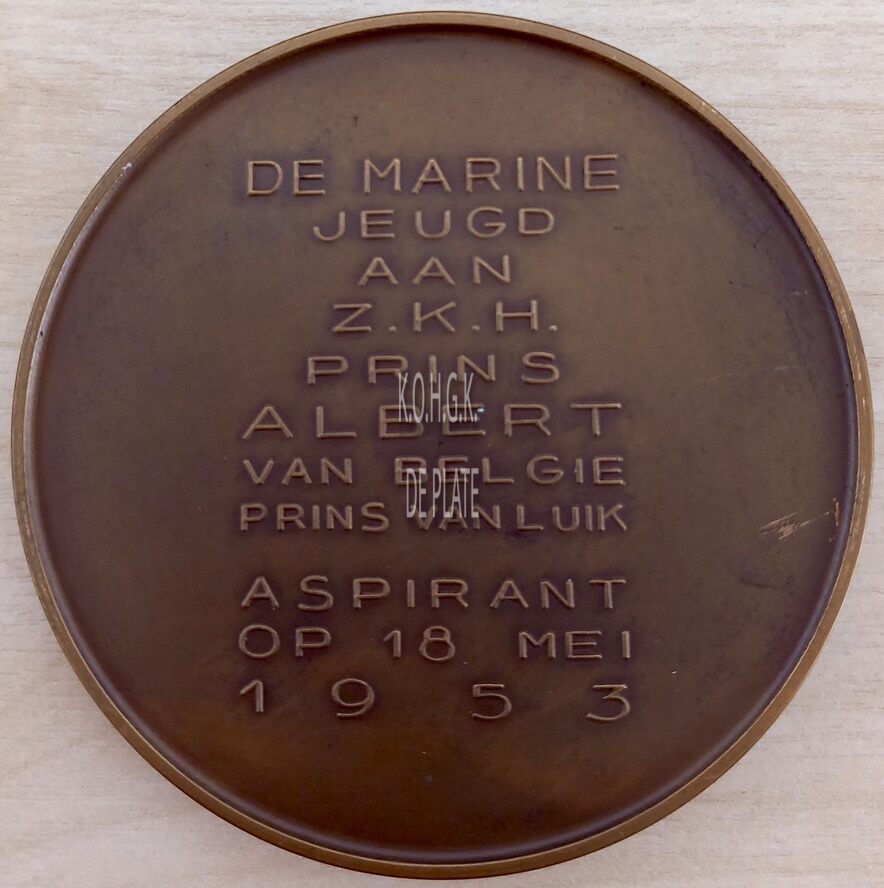 DE MARINE
JEUGD
AAN
Z.K.H.
PRINS
ALBERT
VAN BELGIE
PRINS VAN LUIK
ASPIRANT
OP 18 MEI
1953
K.O.H.G.K.
DE PLATE